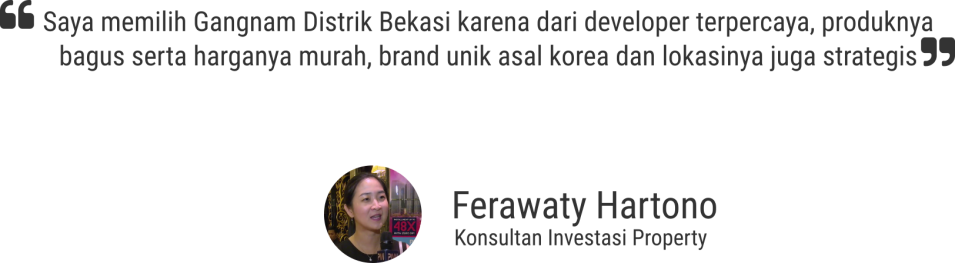 “ Saya memilih Gangnam Distrik Bekasi karena dari developer terpercaya, produknya
bagus serta harganya murah, brand unik asal korea dan lokasinya juga strategis ”
48X
Ferawaty Hartono
Konsultan Investasi Property